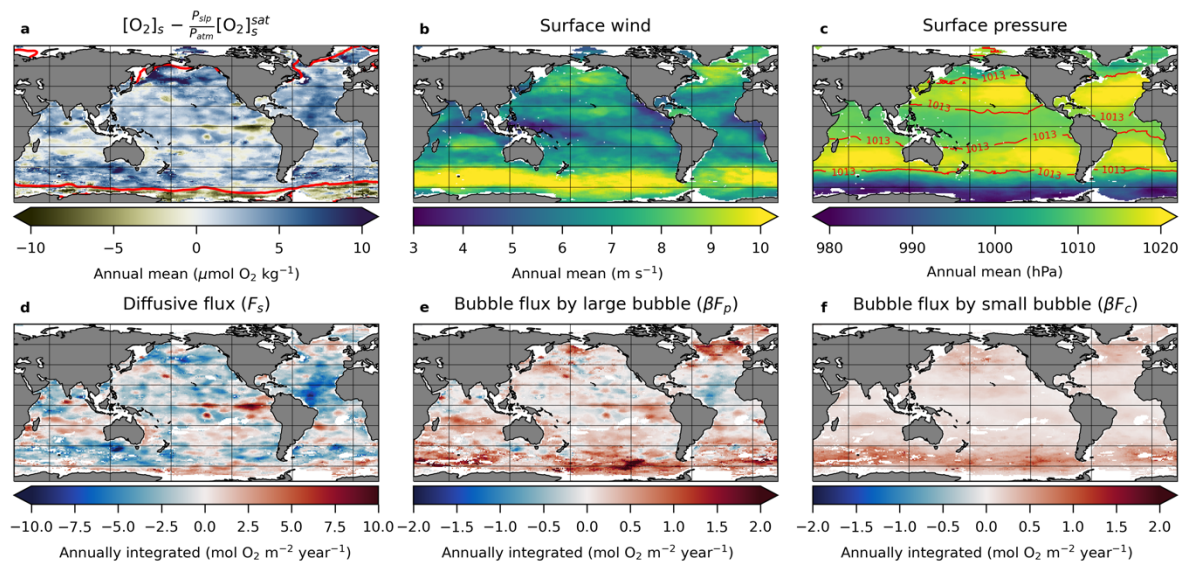 a [O₂]ₛ − Pslp/Patm [O₂]ₛˢᵃᵗ
b Surface wind
c Surface pressure
1013
1013
1013
1013
1013
1013
1013
1013
1013
−10 −5 0 5 10
Annual mean (μmol O₂ kg⁻¹)
3 4 5 6 7 8 9 10
Annual mean (m s⁻¹)
980 990 1000 1010 1020
Annual mean (hPa)
d Diffusive flux (Fₛ)
e Bubble flux by large bubble (βFₚ)
f Bubble flux by small bubble (βF_c)
−10.0 −7.5 −5.0 −2.5 0.0 2.5 5.0 7.5 10.0
Annually integrated (mol O₂ m⁻² year⁻¹)
−2.0 −1.5 −1.0 −0.5 0.0 0.5 1.0 1.5 2.0
Annually integrated (mol O₂ m⁻² year⁻¹)
−2.0 −1.5 −1.0 −0.5 0.0 0.5 1.0 1.5 2.0
Annually integrated (mol O₂ m⁻² year⁻¹)